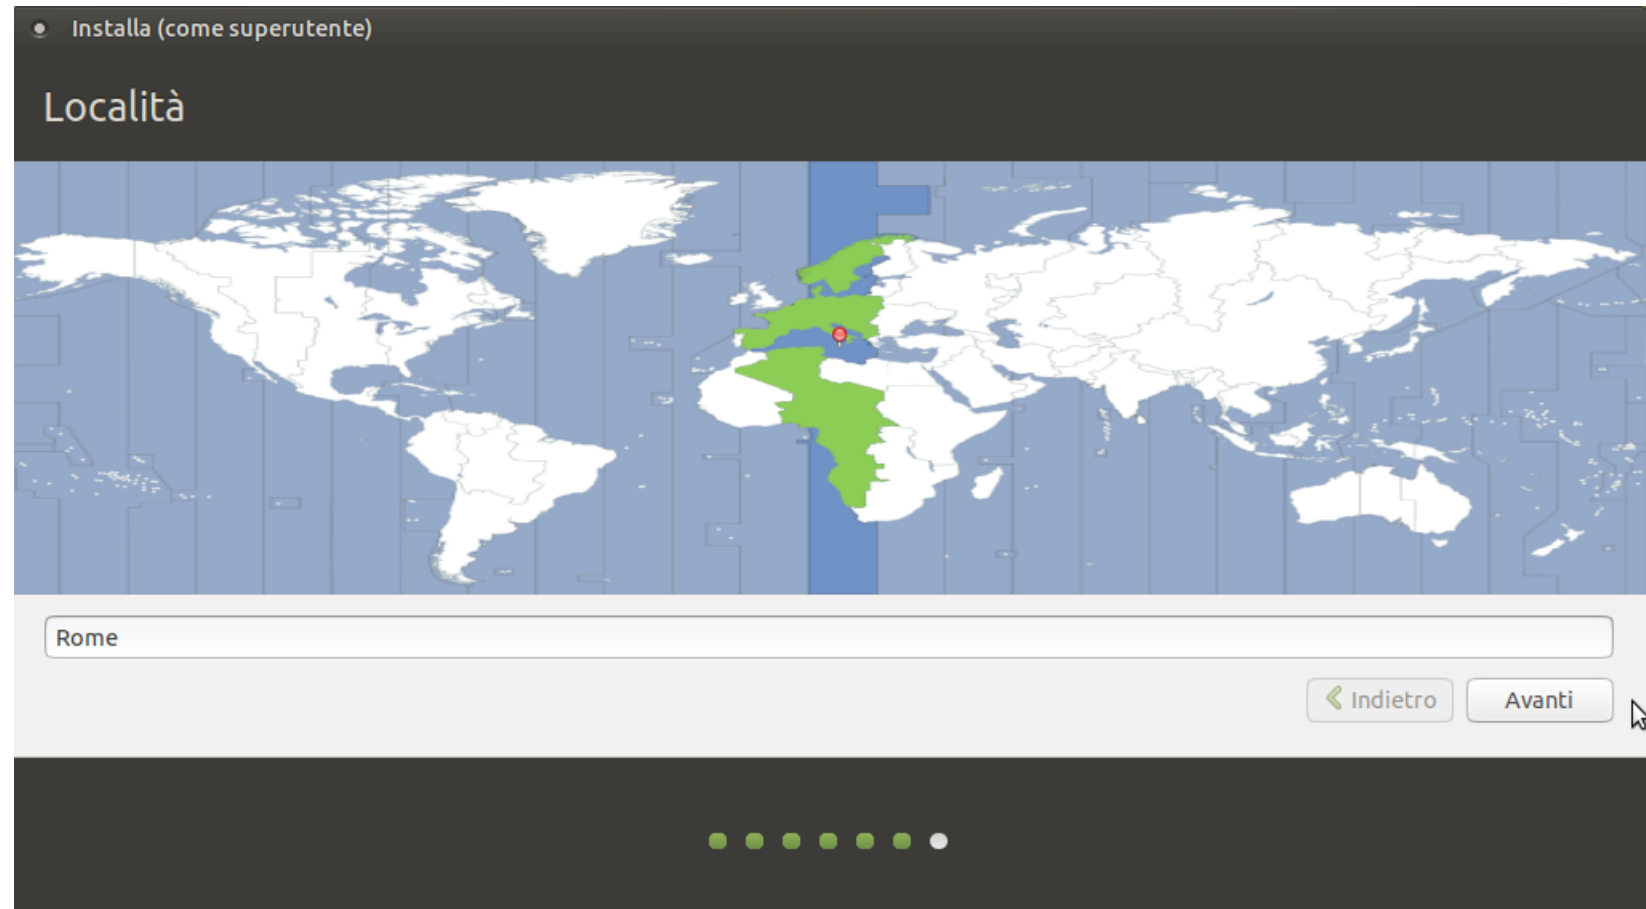 Installa (come superutente)
Località
Rome
Indietro
Avanti